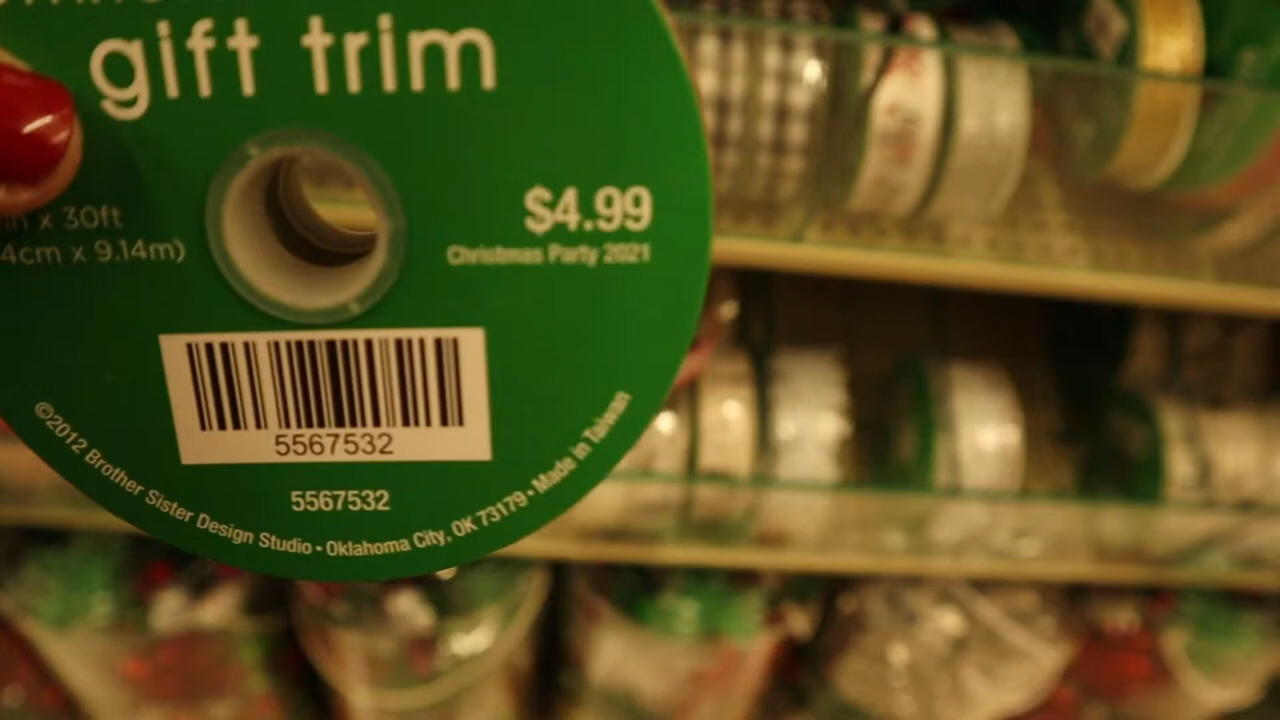 gift trim
x 30ft
4cm x 9.14m)
$4.99
Christmas Party 2021
5567532
5567532
©2012 Brother Sister Design Studio • Oklahoma City, OK 73179 • Made in Taiwan